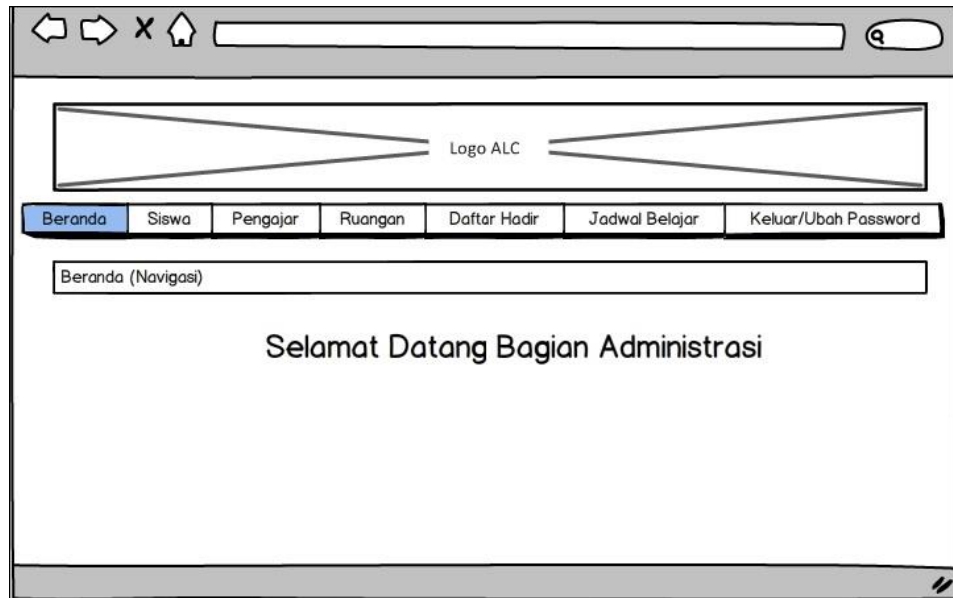 Logo ALC
Beranda Siswa Pengajar Ruangan Daftar Hadir Jadwal Belajar Keluar/Ubah Password
Beranda (Navigasi)
Selamat Datang Bagian Administrasi